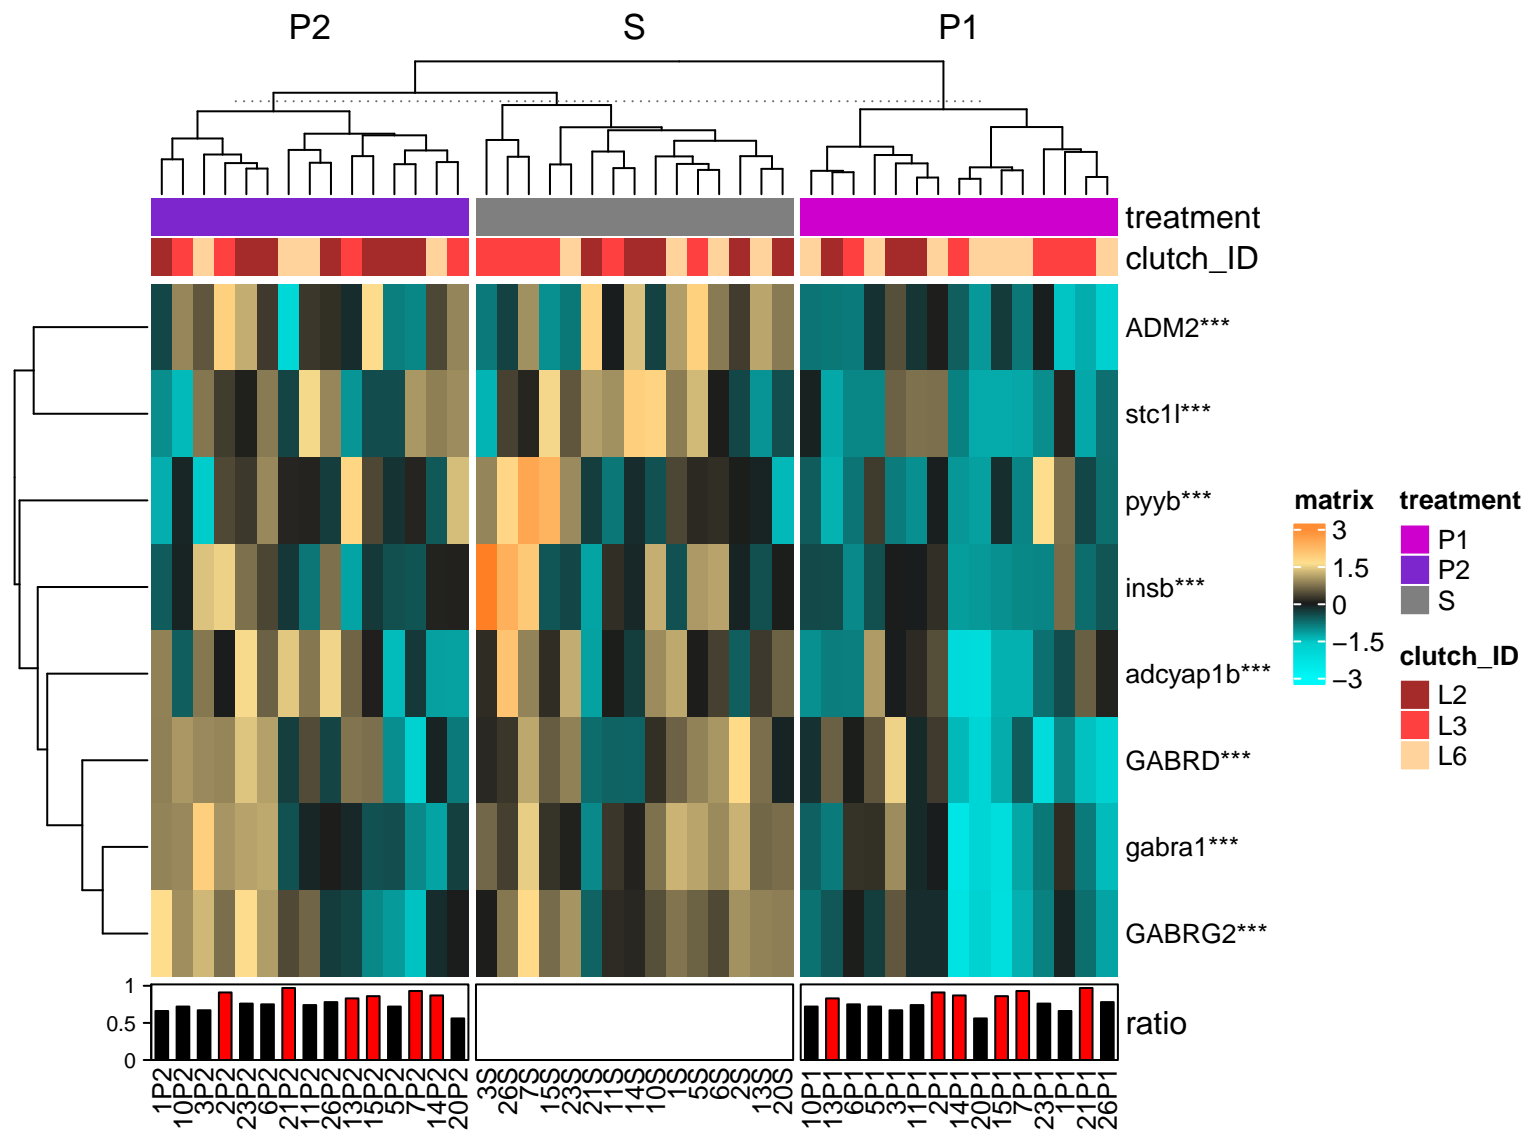 P2 S P1
treatment
clutch_ID
ADM2***
stc1l***
pyyb***
insb***
adcyap1b***
GABRD***
gabra1***
GABRG2***
matrix
3
1.5
0
−1.5
−3
treatment
P1
P2
S
clutch_ID
L2
L3
L6
1
0.5
0
ratio
1P2 10P2 3P2 2P2 23P2 6P2 21P2 11P2 26P2 13P2 15P2 5P2 7P2 14P2 20P2 3S 26S 7S 15S 23S 21S 11S 14S 10S 1S 5S 6S 2S 13S 20S 10P1 13P1 6P1 5P1 3P1 11P1 2P1 14P1 20P1 15P1 7P1 23P1 1P1 21P1 26P1